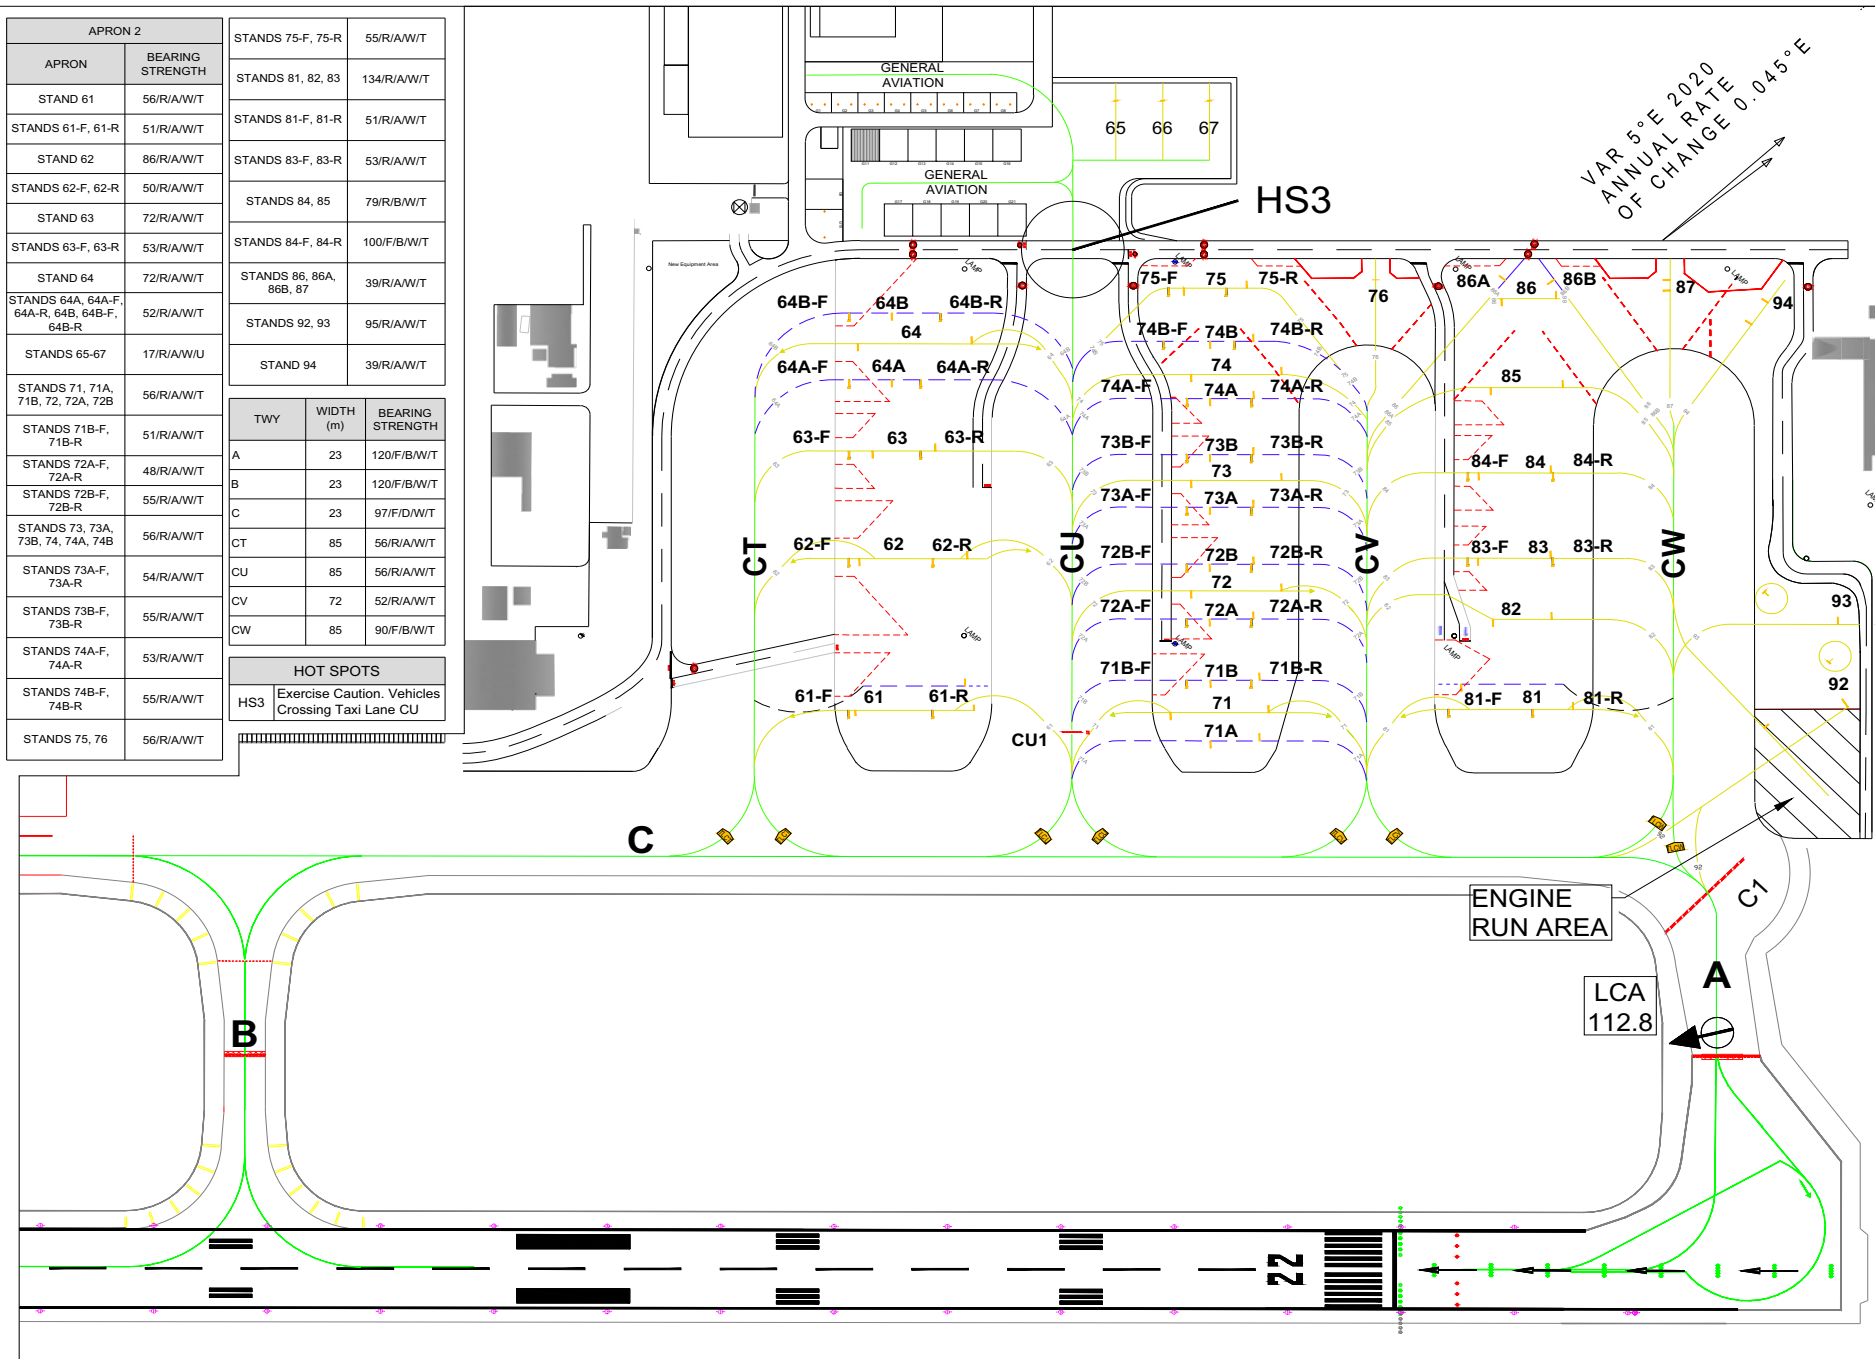 APRON 2
APRON
BEARING
STRENGTH
STAND 61
56/R/A/W/T
STANDS 61-F, 61-R
51/R/A/W/T
STAND 62
86/R/A/W/T
STANDS 62-F, 62-R
50/R/A/W/T
STAND 63
72/R/A/W/T
STANDS 63-F, 63-R
53/R/A/W/T
STAND 64
72/R/A/W/T
STANDS 64A, 64A-F,
64A-R, 64B, 64B-F,
64B-R
52/R/A/W/T
STANDS 65-67
17/R/A/W/U
STANDS 71, 71A,
71B, 72, 72A, 72B
56/R/A/W/T
STANDS 71B-F,
71B-R
51/R/A/W/T
STANDS 72A-F,
72A-R
48/R/A/W/T
STANDS 72B-F,
72B-R
55/R/A/W/T
STANDS 73, 73A,
73B, 74, 74A, 74B
56/R/A/W/T
STANDS 73A-F,
73A-R
54/R/A/W/T
STANDS 73B-F,
73B-R
55/R/A/W/T
STANDS 74A-F,
74A-R
53/R/A/W/T
STANDS 74B-F,
74B-R
55/R/A/W/T
STANDS 75, 76
56/R/A/W/T
STANDS 75-F, 75-R
55/R/A/W/T
STANDS 81, 82, 83
134/R/A/W/T
STANDS 81-F, 81-R
51/R/A/W/T
STANDS 83-F, 83-R
53/R/A/W/T
STANDS 84, 85
79/R/B/W/T
STANDS 84-F, 84-R
100/F/B/W/T
STANDS 86, 86A,
86B, 87
39/R/A/W/T
STANDS 92, 93
95/R/A/W/T
STAND 94
39/R/A/W/T
TWY
WIDTH
(m)
BEARING
STRENGTH
A
23
120/F/B/W/T
B
23
120/F/B/W/T
C
23
97/F/D/W/T
CT
85
56/R/A/W/T
CU
85
56/R/A/W/T
CV
72
52/R/A/W/T
CW
85
90/F/B/W/T
HOT SPOTS
HS3
Exercise Caution. Vehicles
Crossing Taxi Lane CU
GENERAL
AVIATION
GENERAL
AVIATION
65 66 67
HS3
VAR 5°E 2020
ANNUAL RATE
OF CHANGE 0.045°E
New Equipment Area
LAMP
LAMP
LAMP
LAMP
75-F 75 75-R
76
86A 86 86B
87
94
64B-F 64B 64B-R
64
74B-F 74B 74B-R
64A-F 64A 64A-R
74
74A-F 74A 74A-R
85
63-F 63 63-R
73B-F 73B 73B-R
73
84-F 84 84-R
73A-F 73A 73A-R
CT
CU
CV
CW
62-F 62 62-R
72B-F 72B 72B-R
83-F 83 83-R
72
72A-F 72A 72A-R
82
93
LAMP
LAMP
LAMP
71B-F 71B 71B-R
92
61-F 61 61-R
71
81-F 81 81-R
CU1
71A
C
ENGINE
RUN AREA
C1
A
LCA
112.8
B
22